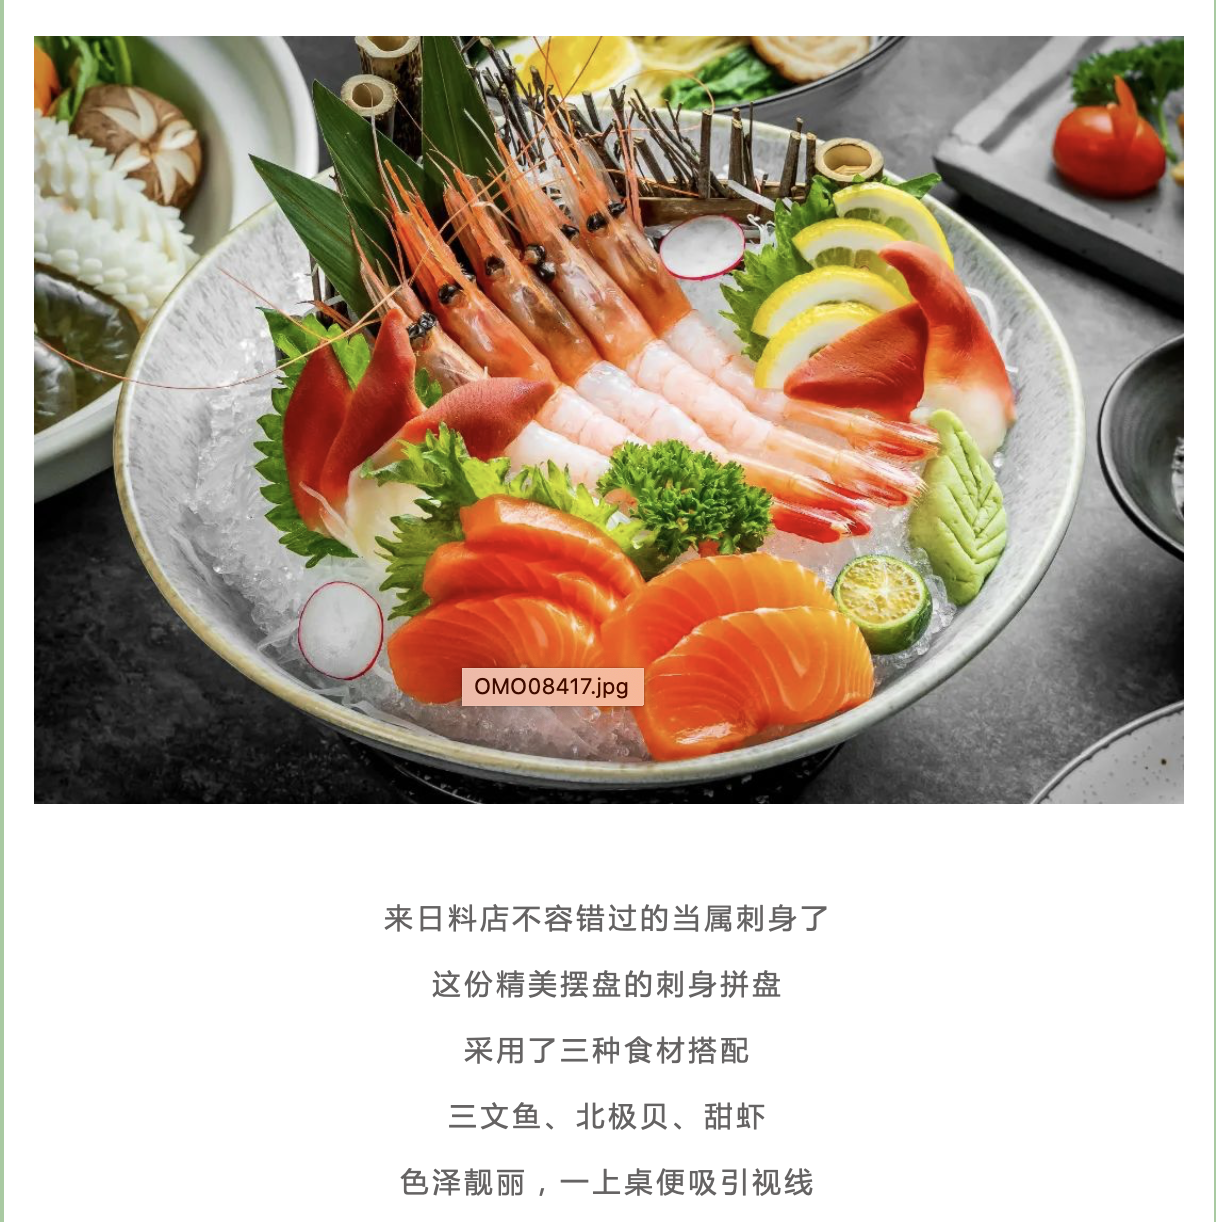 OMO08417.jpg
来日料店不容错过的当属刺身了
这份精美摆盘的刺身拼盘
采用了三种食材搭配
三文鱼、北极贝、甜虾
色泽靓丽，一上桌便吸引视线